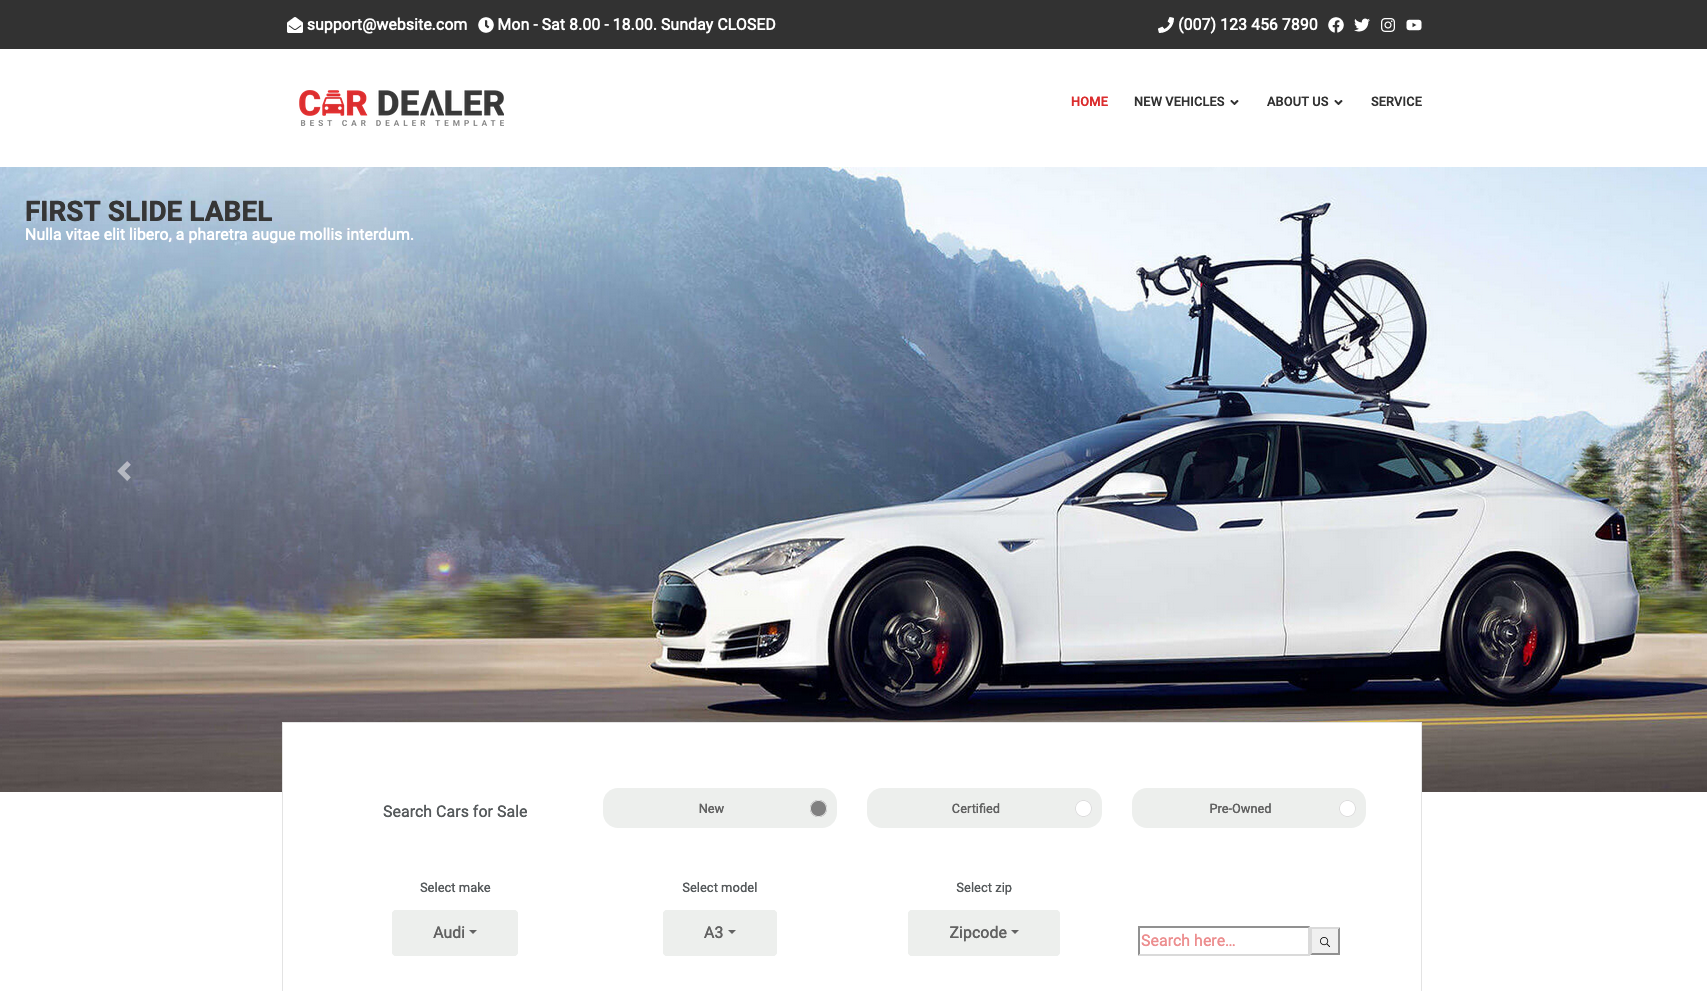 support@website.com Mon - Sat 8.00 - 18.00. Sunday CLOSED (007) 123 456 7890
CAR DEALER
BEST CAR DEALER TEMPLATE
HOME NEW VEHICLES ABOUT US SERVICE
FIRST SLIDE LABEL
Nulla vitae elit libero, a pharetra augue mollis interdum.
Search Cars for Sale New Certified Pre-Owned
Select make Select model Select zip
Audi A3 Zipcode Search here...